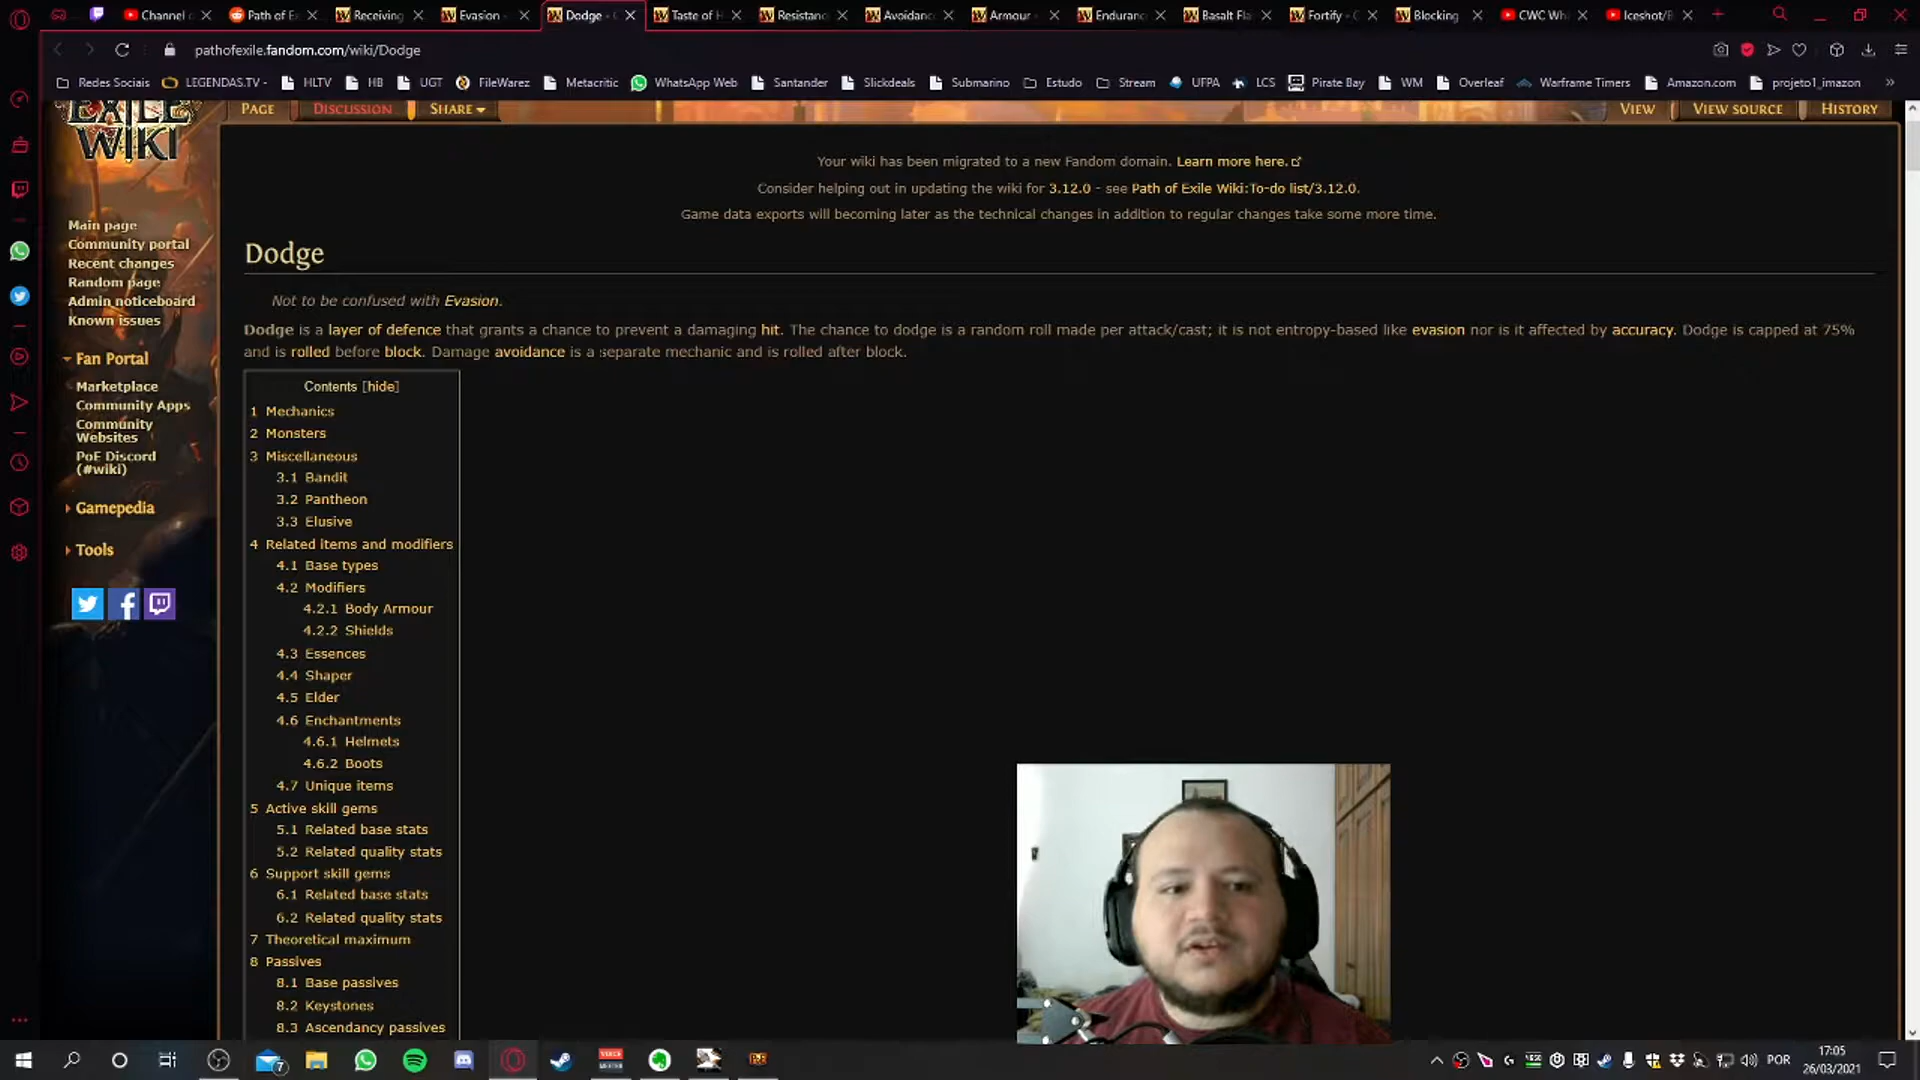 Channel
Path of E
Receiving
Evasion
Dodge
Taste of H
Resistanc
Avoidanc
Armour
Enduranc
Basalt Fla
Fortify
Blocking
CWC Wh
Iceshot/E
pathofexile.fandom.com/wiki/Dodge
Redes Sociais
LEGENDAS.TV -
HLTV
HB
UGT
FileWarez
Metacritic
WhatsApp Web
Santander
Slickdeals
Submarino
Estudo
Stream
UFPA
LCS
Pirate Bay
WM
Overleaf
Warframe Timers
Amazon.com
projeto1_imazon
EXILE
WIKI
PAGE
DISCUSSION
SHARE
VIEW
VIEW SOURCE
HISTORY
Your wiki has been migrated to a new Fandom domain. Learn more here.
Consider helping out in updating the wiki for 3.12.0 - see Path of Exile Wiki:To-do list/3.12.0.
Game data exports will becoming later as the technical changes in addition to regular changes take some more time.
Main page
Community portal
Recent changes
Random page
Admin noticeboard
Known issues
Fan Portal
Marketplace
Community Apps
Community
Websites
PoE Discord
(#wiki)
Gamepedia
Tools
Dodge
Not to be confused with Evasion.
Dodge is a layer of defence that grants a chance to prevent a damaging hit. The chance to dodge is a random roll made per attack/cast; it is not entropy-based like evasion nor is it affected by accuracy. Dodge is capped at 75%
and is rolled before block. Damage avoidance is a separate mechanic and is rolled after block.
Contents [hide]
1 Mechanics
2 Monsters
3 Miscellaneous
3.1 Bandit
3.2 Pantheon
3.3 Elusive
4 Related items and modifiers
4.1 Base types
4.2 Modifiers
4.2.1 Body Armour
4.2.2 Shields
4.3 Essences
4.4 Shaper
4.5 Elder
4.6 Enchantments
4.6.1 Helmets
4.6.2 Boots
4.7 Unique items
5 Active skill gems
5.1 Related base stats
5.2 Related quality stats
6 Support skill gems
6.1 Related base stats
6.2 Related quality stats
7 Theoretical maximum
8 Passives
8.1 Base passives
8.2 Keystones
8.3 Ascendancy passives
7
POR
17:05
26/03/2021